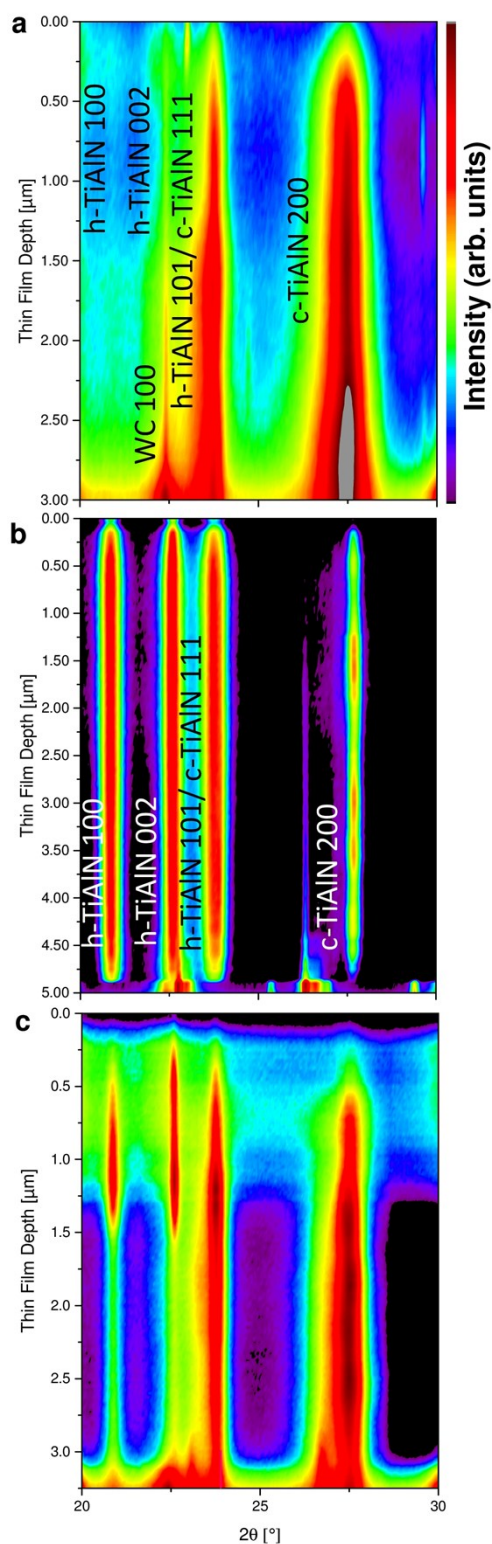 a
0.00
0.50
1.00
1.50
2.00
2.50
3.00
Thin Film Depth [µm]
h-TiAlN 100
h-TiAlN 002
WC 100
h-TiAlN 101/ c-TiAlN 111
c-TiAlN 200
Intensity (arb. units)
b
0.00
0.50
1.00
1.50
2.00
2.50
3.00
3.50
4.00
4.50
5.00
Thin Film Depth [µm]
h-TiAlN 100
h-TiAlN 002
h-TiAlN 101/ c-TiAlN 111
c-TiAlN 200
c
0.0
0.5
1.0
1.5
2.0
2.5
3.0
Thin Film Depth [µm]
20
25
30
2θ [°]